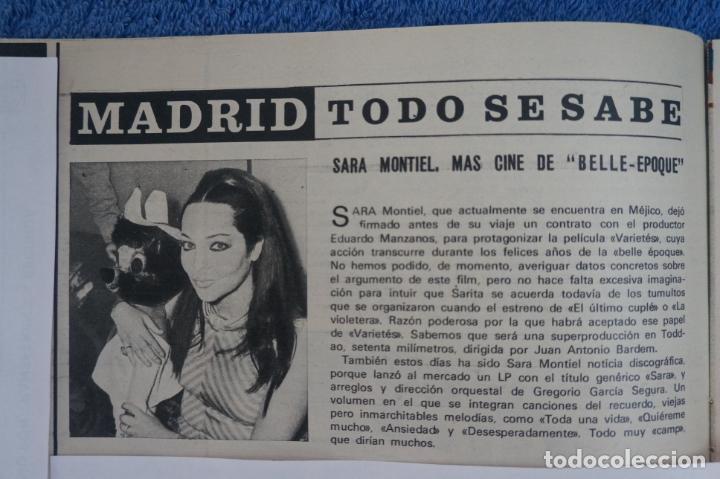 MADRID TODO SE SABE
SARA MONTIEL, MAS CINE DE "BELLE-EPOQUE"
SARA Montiel, que actualmente se encuentra en Méjico, dejó
firmado antes de su viaje un contrato con el productor
Eduardo Manzanos, para protagonizar la película «Varietés», cuya
acción transcurre durante los felices años de la «belle époque».
No hemos podido, de momento, averiguar datos concretos sobre
el argumento de este film, pero no hace falta excesiva imagina-
ción para intuir que Sarita se acuerda todavía de los tumultos
que se organizaron cuando el estreno de «El último cuplé» o «La
violetera». Razón poderosa por la que habrá aceptado ese papel
de «Varietés». Sabemos que será una superproducción en Todd-
ao, setenta milímetros, dirigida por Juan Antonio Bardem.
También estos días ha sido Sara Montiel noticia discográfica,
porque lanzó al mercado un LP con el título genérico «Sara», y
arreglos y dirección orquestal de Gregorio García Segura. Un
volumen en el que se integran canciones del recuerdo, viejas
pero inmarchitables melodías, como «Toda una vida», «Quiéreme
mucho», «Ansiedad» y «Desesperadamente». Todo muy «camp»,
que dirían muchos.
todocoleccion.net